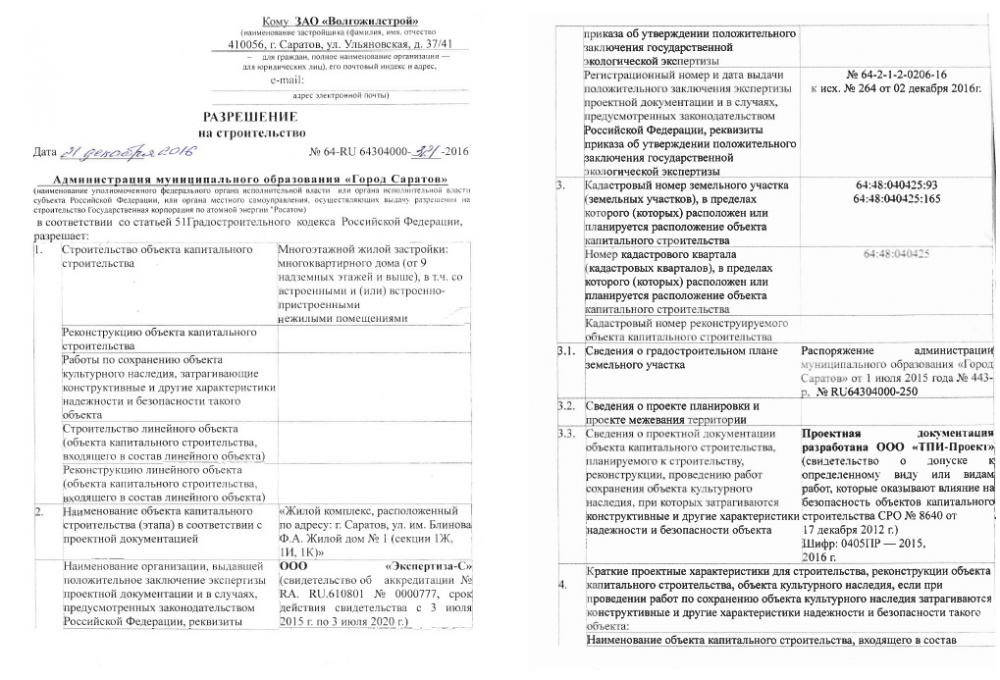 Кому ЗАО «Волгожилстрой»
(наименование застройщика (фамилия, имя, отчество
410056, г. Саратов, ул. Ульяновская, д. 37/41
– для граждан, полное наименование организации —
для юридических лиц), его почтовый индекс и адрес,
e-mail:
адрес электронной почты)
РАЗРЕШЕНИЕ
на строительство
Дата 21 декабря 2016 № 64-RU 64304000- -2016
Администрация муниципального образования «Город Саратов»
(наименование уполномоченного федерального органа исполнительной власти или органа исполнительной власти
субъекта Российской Федерации, или органа местного самоуправления, осуществляющих выдачу разрешения на
строительство Государственная корпорация по атомной энергии "Росатом")
в соответствии со статьей 51Градостроительного кодекса Российской Федерации,
разрешает:
1. Строительство объекта капитального
строительства
Многоэтажной жилой застройки:
многоквартирного дома (от 9
надземных этажей и выше), в т.ч. со
встроенными и (или) встроенно-
пристроенными
нежилыми помещениями
Реконструкцию объекта капитального
строительства
Работы по сохранению объекта
культурного наследия, затрагивающие
конструктивные и другие характеристики
надежности и безопасности такого
объекта
Строительство линейного объекта
(объекта капитального строительства,
входящего в состав линейного объекта)
Реконструкцию линейного объекта
(объекта капитального строительства,
входящего в состав линейного объекта)
2. Наименование объекта капитального
строительства (этапа) в соответствии с
проектной документацией
«Жилой комплекс, расположенный
по адресу: г. Саратов, ул. им. Блинова
Ф.А. Жилой дом № 1 (секции 1Ж,
1И, 1К)»
Наименование организации, выдавшей
положительное заключение экспертизы
проектной документации и в случаях,
предусмотренных законодательством
Российской Федерации, реквизиты
ООО «Экспертиза-С»
(свидетельство об аккредитации №
RA. RU.610801 № 0000777, срок
действия свидетельства с 3 июля
2015 г. по 3 июля 2020 г.)
приказа об утверждении положительного
заключения государственной
экологической экспертизы
Регистрационный номер и дата выдачи
положительного заключения экспертизы
проектной документации и в случаях,
предусмотренных законодательством
Российской Федерации, реквизиты
приказа об утверждении положительного
заключения государственной
экологической экспертизы
№ 64-2-1-2-0206-16
к исх. № 264 от 02 декабря 2016г.
3. Кадастровый номер земельного участка
(земельных участков), в пределах
которого (которых) расположен или
планируется расположение объекта
капитального строительства
64:48:040425:93
64:48:040425:165
Номер кадастрового квартала
(кадастровых кварталов), в пределах
которого (которых) расположен или
планируется расположение объекта
капитального строительства
64:48:040425
Кадастровый номер реконструируемого
объекта капитального строительства
3.1. Сведения о градостроительном плане
земельного участка
Распоряжение администрации
муниципального образования «Город
Саратов» от 1 июля 2015 года № 443-
р, № RU64304000-250
3.2. Сведения о проекте планировки и
проекте межевания территории
3.3. Сведения о проектной документации
объекта капитального строительства,
планируемого к строительству,
реконструкции, проведению работ
сохранения объекта культурного
наследия, при которых затрагиваются
конструктивные и другие характеристики
надежности и безопасности объекта
Проектная документация
разработана ООО «ТПИ-Проект»
(свидетельство о допуске к
определенному виду или видам
работ, которые оказывают влияние на
безопасность объектов капитального
строительства СРО № 8640 от
17 декабря 2012 г.)
Шифр: 0405ПР — 2015,
2016 г.
4. Краткие проектные характеристики для строительства, реконструкции объекта
капитального строительства, объекта культурного наследия, если при
проведении работ по сохранению объекта культурного наследия затрагиваются
конструктивные и другие характеристики надежности и безопасности такого
объекта:
Наименование объекта капитального строительства, входящего в состав